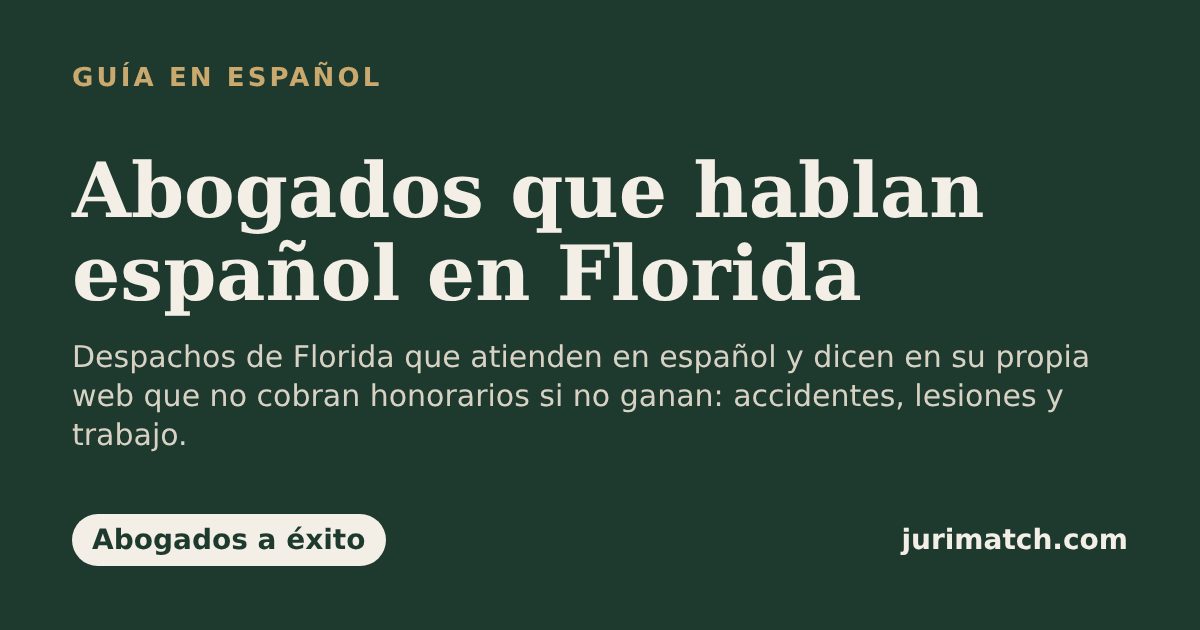 GUÍA EN ESPAÑOL
Abogados que hablan
español en Florida
Despachos de Florida que atienden en español y dicen en su propia
web que no cobran honorarios si no ganan: accidentes, lesiones y
trabajo.
Abogados a éxito
jurimatch.com